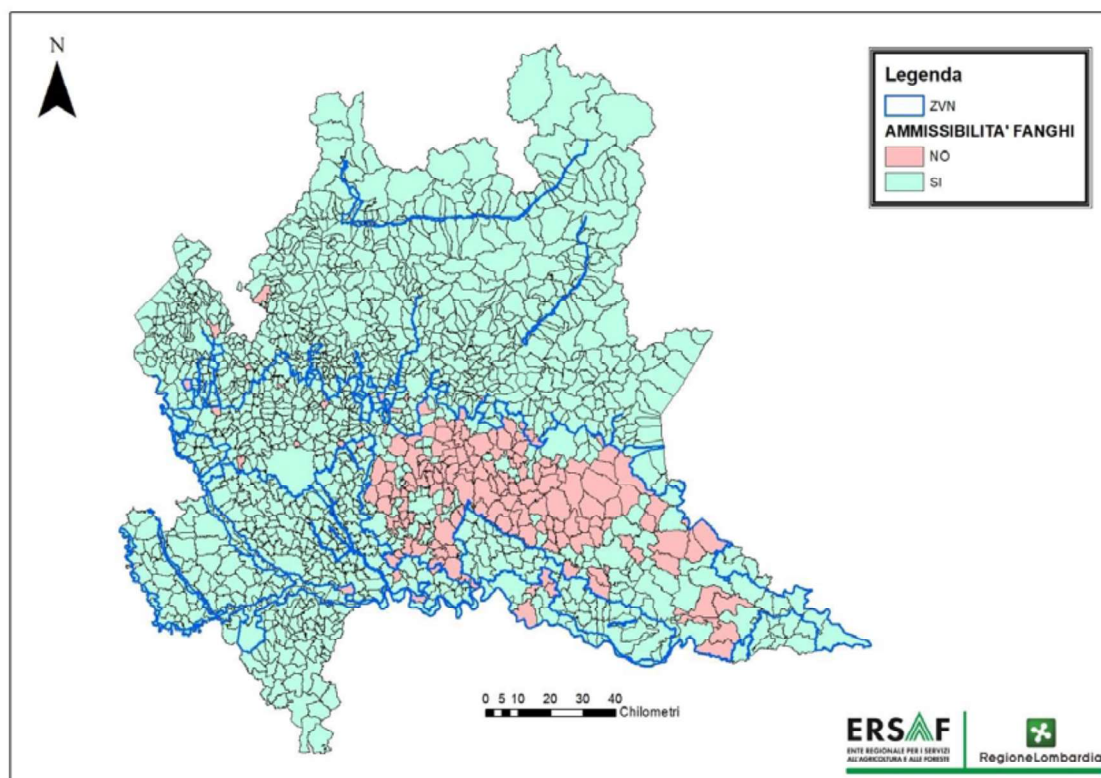 N
Legenda
ZVN
AMMISSIBILITA' FANGHI
NO
SI
0 5 10 20 30 40
Chilometri
ERSAF
ENTE REGIONALE PER I SERVIZI
ALL'AGRICOLTURA E ALLE FORESTE
RegioneLombardia